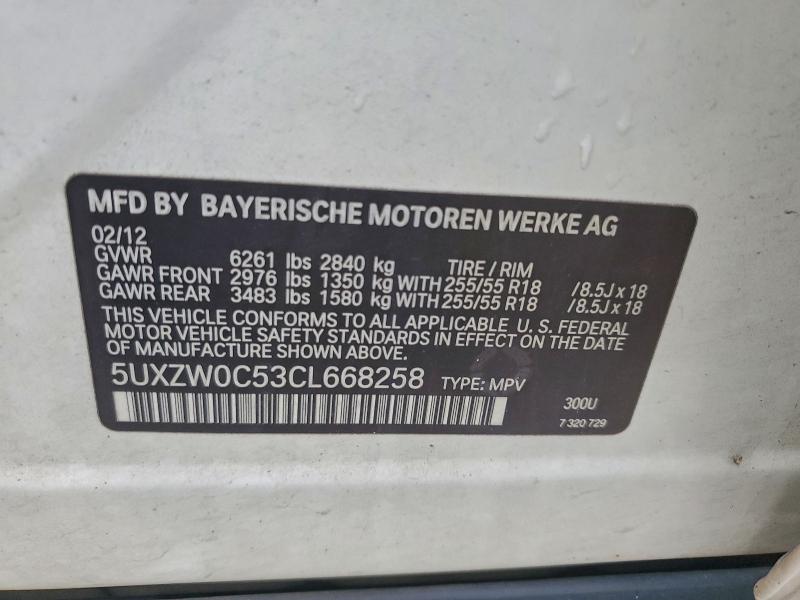 MFD BY BAYERISCHE MOTOREN WERKE AG
02/12
GVWR 6261 lbs 2840 kg TIRE / RIM
GAWR FRONT 2976 lbs 1350 kg WITH 255/55 R18 /8.5J x 18
GAWR REAR 3483 lbs 1580 kg WITH 255/55 R18 /8.5J x 18
THIS VEHICLE CONFORMS TO ALL APPLICABLE U.S. FEDERAL
MOTOR VEHICLE SAFETY STANDARDS IN EFFECT ON THE DATE
OF MANUFACTURE SHOWN ABOVE.
5UXZW0C53CL668258 TYPE: MPV
300U
7 320 729